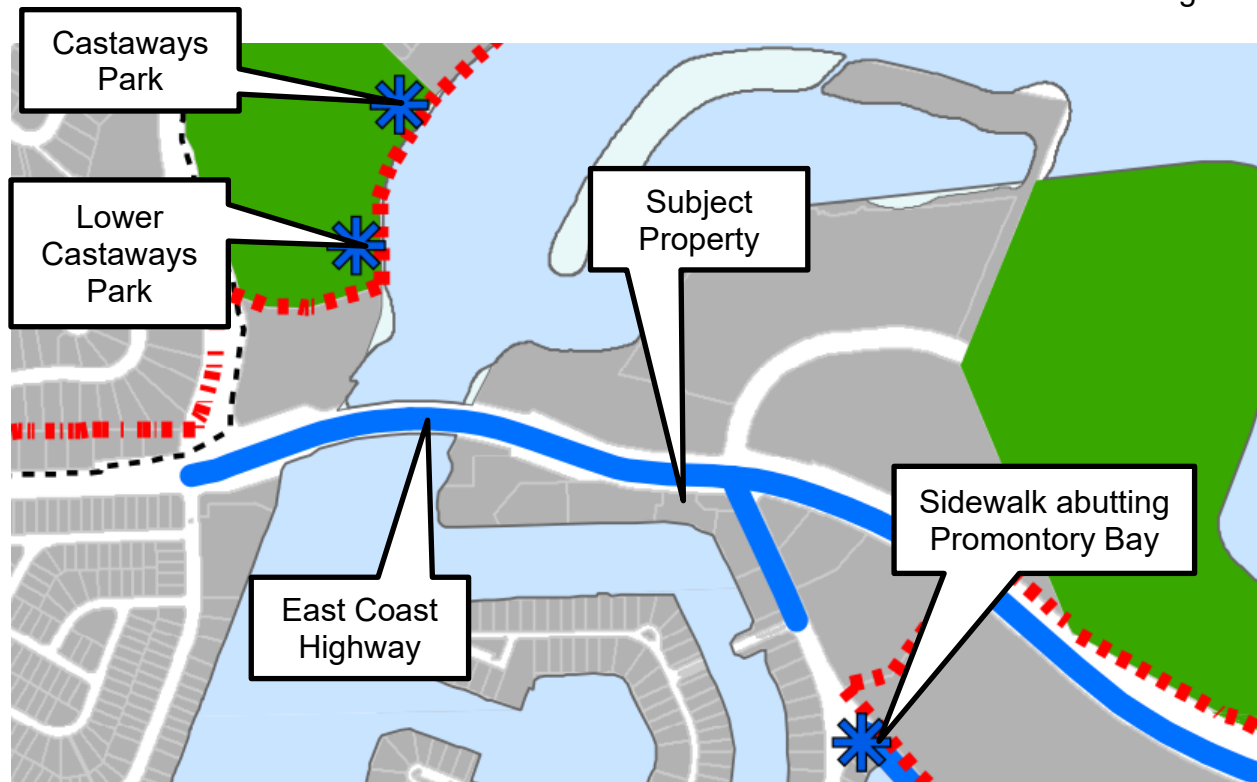 Castaways
Park
Lower
Castaways
Park
Subject
Property
Sidewalk abutting
Promontory Bay
East Coast
Highway